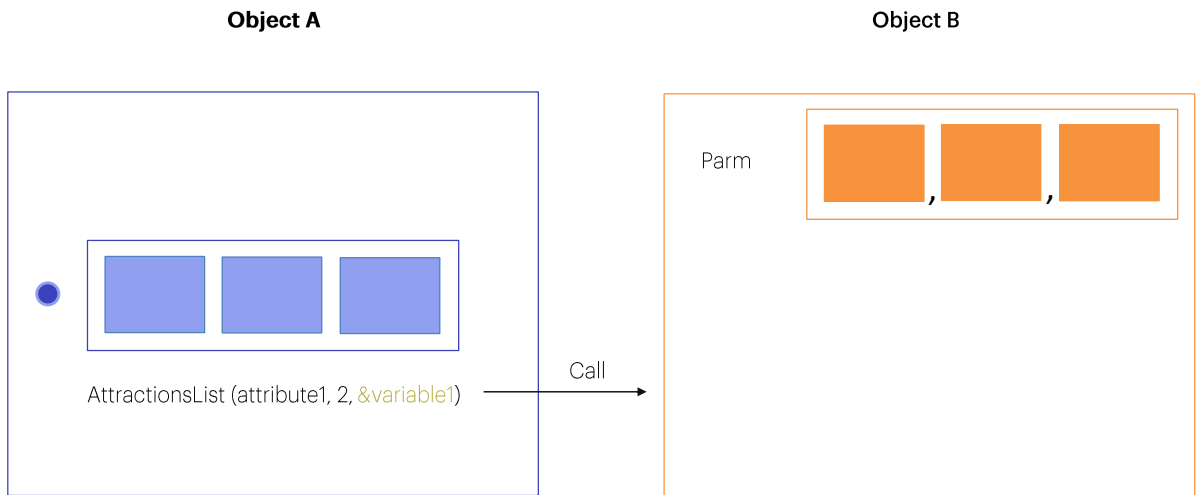 Object A
Object B
Parm
, ,
AttractionsList (attribute1, 2, &variable1)
Call